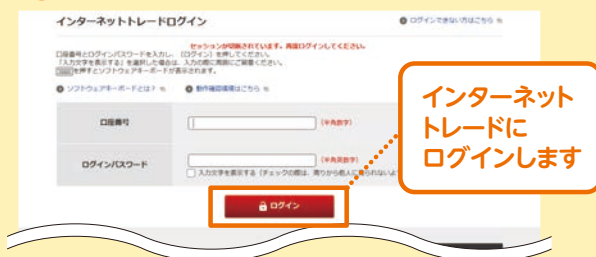 インターネットトレードログイン
ログインできない方はこちら
セッションが切断されています。再度ログインしてください。
口座番号とログインパスワードを入力し、［ログイン］を押してください。
「入力文字を表示する」を選択した場合は、入力の際に周囲にご留意ください。
を押すとソフトウェアキーボードが表示されます。
ソフトウェアキーボードとは？
動作確認環境はこちら
口座番号
（半角数字）
ログインパスワード
（半角英数字）
入力文字を表示する（チェックの際は、周りから他人に見られないよ
ログイン
インターネット
トレードに
ログインします